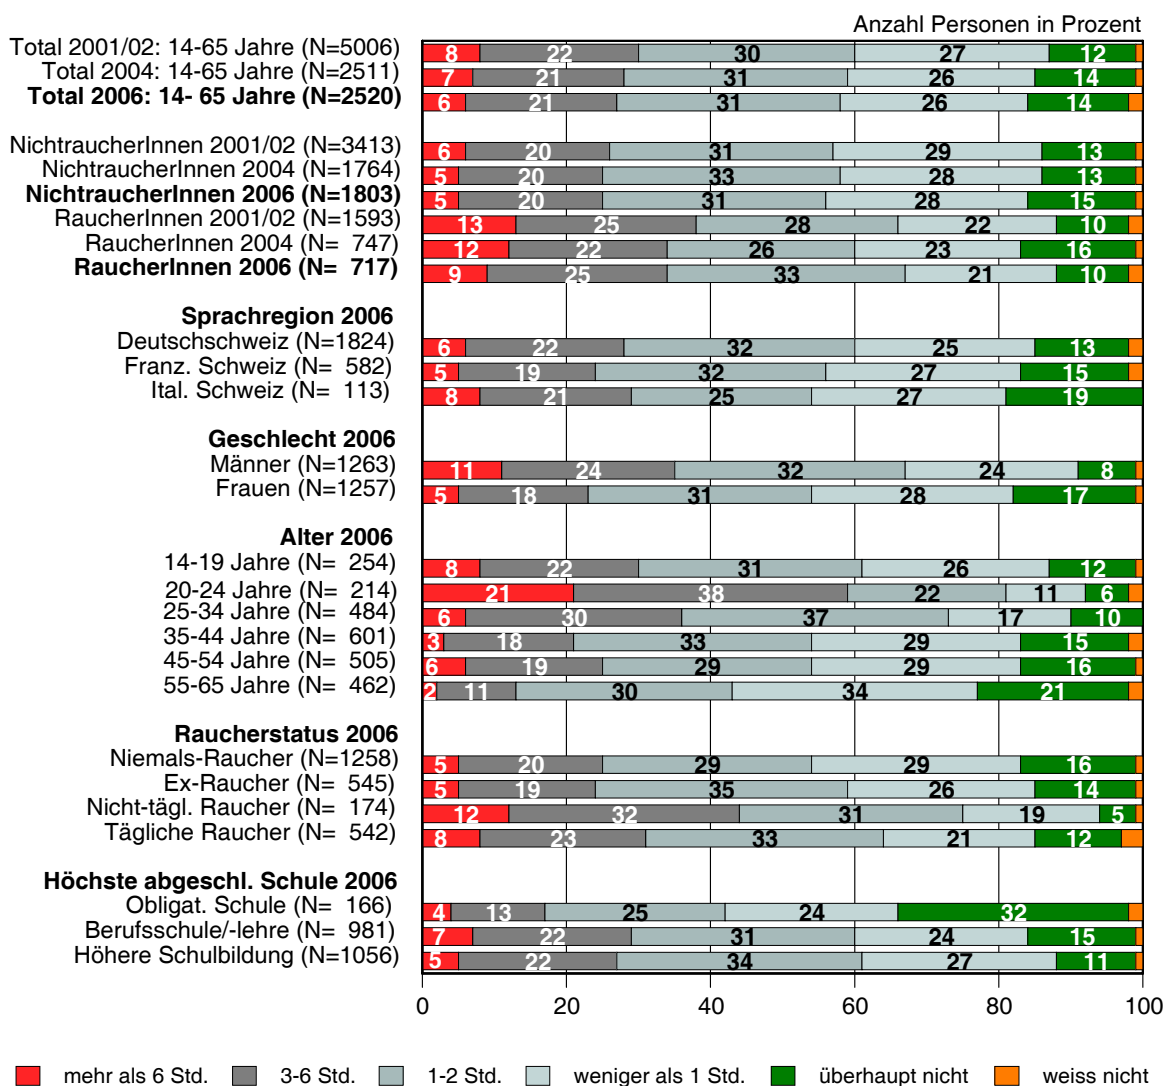 Anzahl Personen in Prozent
Total 2001/02: 14-65 Jahre (N=5006) 8 22 30 27 12
Total 2004: 14-65 Jahre (N=2511) 7 21 31 26 14
Total 2006: 14- 65 Jahre (N=2520) 6 21 31 26 14
NichtraucherInnen 2001/02 (N=3413) 6 20 31 29 13
NichtraucherInnen 2004 (N=1764) 5 20 33 28 13
NichtraucherInnen 2006 (N=1803) 5 20 31 28 15
RaucherInnen 2001/02 (N=1593) 13 25 28 22 10
RaucherInnen 2004 (N= 747) 12 22 26 23 16
RaucherInnen 2006 (N= 717) 9 25 33 21 10
Sprachregion 2006
Deutschschweiz (N=1824) 6 22 32 25 13
Franz. Schweiz (N= 582) 5 19 32 27 15
Ital. Schweiz (N= 113) 8 21 25 27 19
Geschlecht 2006
Männer (N=1263) 11 24 32 24 8
Frauen (N=1257) 5 18 31 28 17
Alter 2006
14-19 Jahre (N= 254) 8 22 31 26 12
20-24 Jahre (N= 214) 21 38 22 11 6
25-34 Jahre (N= 484) 6 30 37 17 10
35-44 Jahre (N= 601) 3 18 33 29 15
45-54 Jahre (N= 505) 6 19 29 29 16
55-65 Jahre (N= 462) 2 11 30 34 21
Raucherstatus 2006
Niemals-Raucher (N=1258) 5 20 29 29 16
Ex-Raucher (N= 545) 5 19 35 26 14
Nicht-tägl. Raucher (N= 174) 12 32 31 19 5
Tägliche Raucher (N= 542) 8 23 33 21 12
Höchste abgeschl. Schule 2006
Obligat. Schule (N= 166) 4 13 25 24 32
Berufsschule/-lehre (N= 981) 7 22 31 24 15
Höhere Schulbildung (N=1056) 5 22 34 27 11
0 20 40 60 80 100
mehr als 6 Std. 3-6 Std. 1-2 Std. weniger als 1 Std. überhaupt nicht weiss nicht